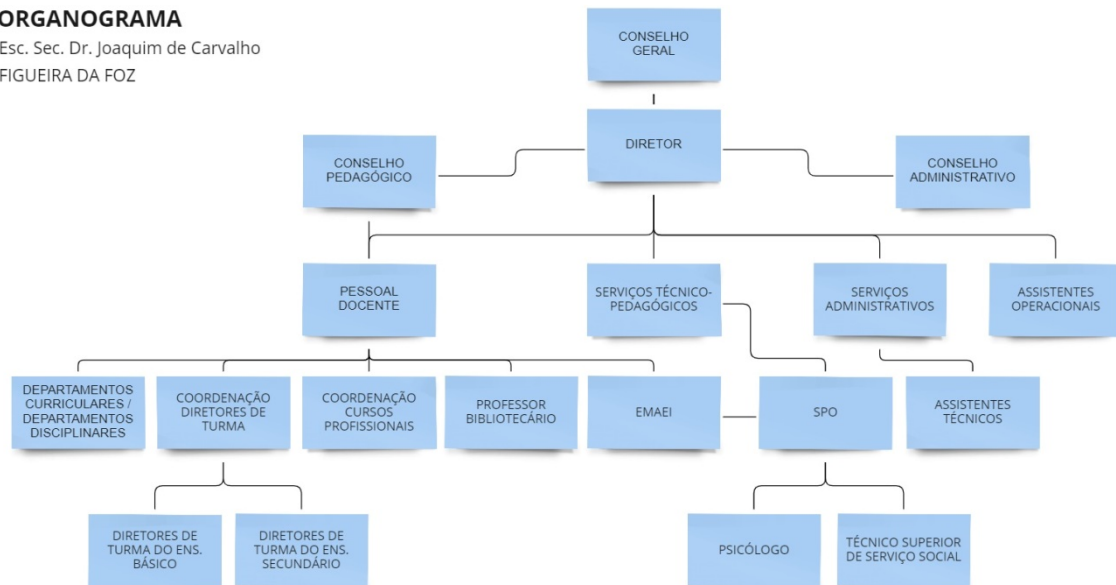 ORGANOGRAMA
Esc. Sec. Dr. Joaquim de Carvalho
FIGUEIRA DA FOZ
CONSELHO
GERAL
DIRETOR
CONSELHO
PEDAGÓGICO
CONSELHO
ADMINISTRATIVO
PESSOAL
DOCENTE
SERVIÇOS TÉCNICO-
PEDAGÓGICOS
SERVIÇOS
ADMINISTRATIVOS
ASSISTENTES
OPERACIONAIS
DEPARTAMENTOS
CURRICULARES /
DEPARTAMENTOS
DISCIPLINARES
COORDENAÇÃO
DIRETORES DE
TURMA
COORDENAÇÃO
CURSOS
PROFISSIONAIS
PROFESSOR
BIBLIOTECÁRIO
EMAEI
SPO
ASSISTENTES
TÉCNICOS
DIRETORES DE
TURMA DO ENS.
BÁSICO
DIRETORES DE
TURMA DO ENS.
SECUNDÁRIO
PSICÓLOGO
TÉCNICO SUPERIOR
DE SERVIÇO SOCIAL